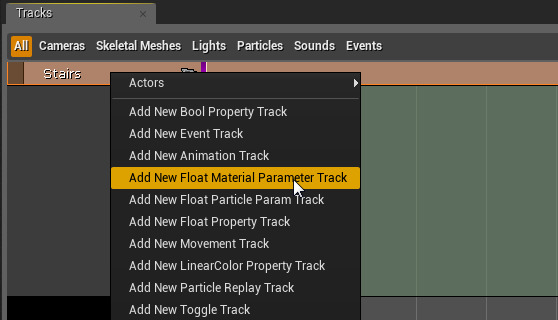 Tracks
All Cameras Skeletal Meshes Lights Particles Sounds Events
Stairs
Actors
Add New Bool Property Track
Add New Event Track
Add New Animation Track
Add New Float Material Parameter Track
Add New Float Particle Param Track
Add New Float Property Track
Add New Movement Track
Add New LinearColor Property Track
Add New Particle Replay Track
Add New Toggle Track